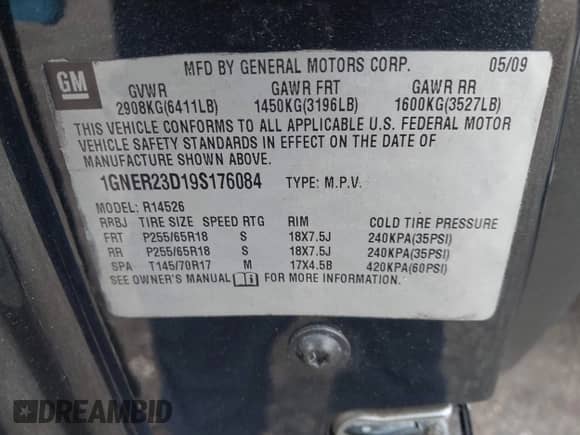 GM
MFD BY GENERAL MOTORS CORP. 05/09
GVWR GAWR FRT GAWR RR
2908KG(6411LB) 1450KG(3196LB) 1600KG(3527LB)
THIS VEHICLE CONFORMS TO ALL APPLICABLE U.S. FEDERAL MOTOR
VEHICLE SAFETY STANDARDS IN EFFECT ON THE DATE OF
MANUFACTURE SHOWN ABOVE.
1GNER23D19S176084 TYPE: M.P.V.
MODEL: R14526
RRBJ TIRE SIZE SPEED RTG RIM COLD TIRE PRESSURE
FRT P255/65R18 S 18X7.5J 240KPA(35PSI)
RR P255/65R18 S 18X7.5J 240KPA(35PSI)
SPA T145/70R17 M 17X4.5B 420KPA(60PSI)
SEE OWNER'S MANUAL FOR MORE INFORMATION.
DREAMBID